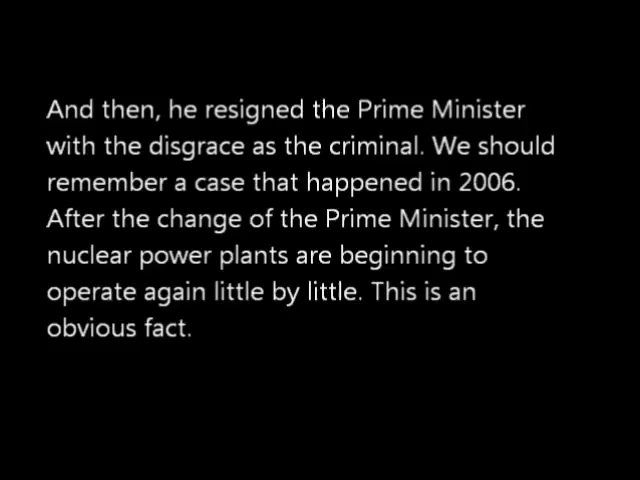 And then, he resigned the Prime Minister
with the disgrace as the criminal. We should
remember a case that happened in 2006.
After the change of the Prime Minister, the
nuclear power plants are beginning to
operate again little by little. This is an
obvious fact.